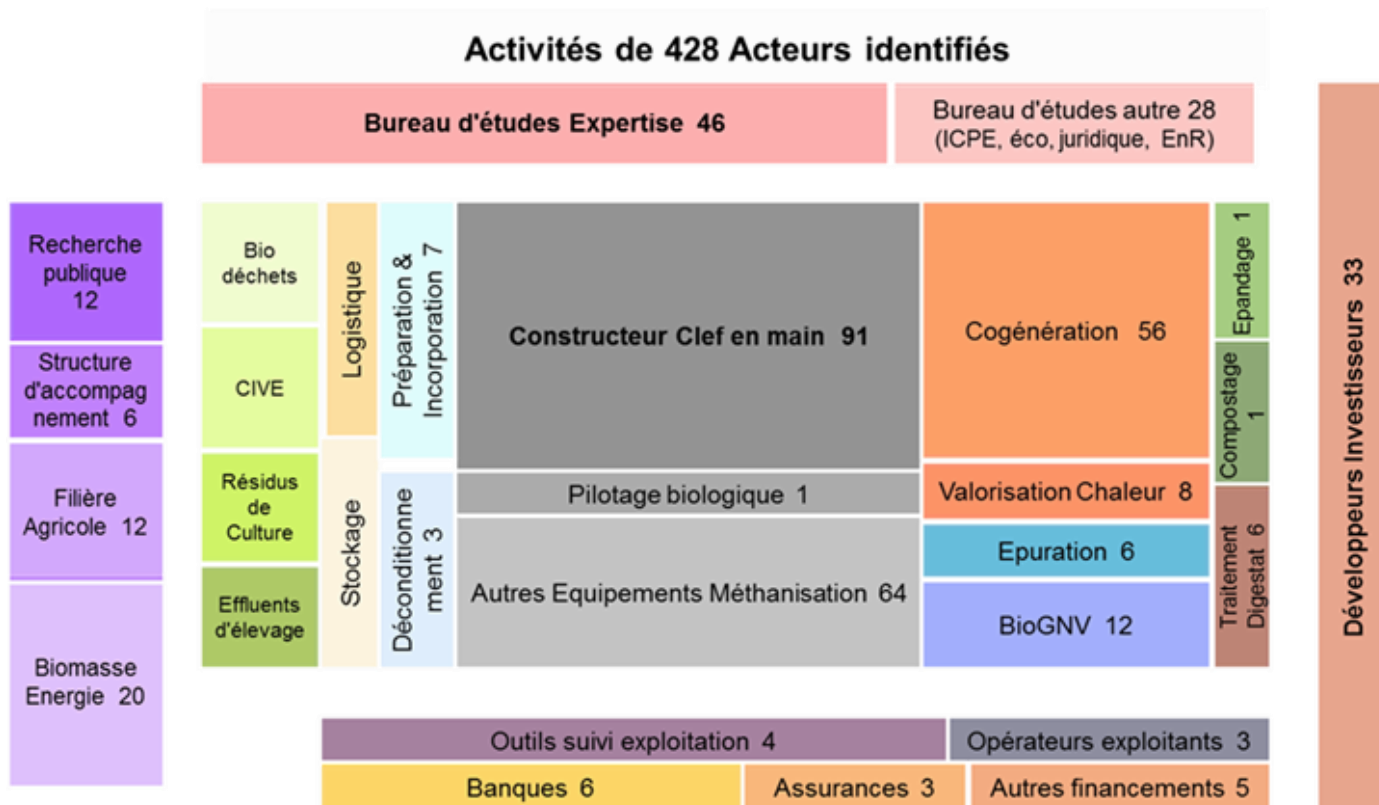 Activités de 428 Acteurs identifiés
Bureau d'études Expertise 46
Bureau d'études autre 28
(ICPE, éco, juridique, EnR)
Recherche
publique
12
Structure
d'accompag
nement 6
Filière
Agricole 12
Biomasse
Energie 20
Bio
déchets
CIVE
Résidus
de
Culture
Effluents
d'élevage
Logistique
Stockage
Préparation &
Incorporation 7
Déconditionne
ment 3
Constructeur Clef en main 91
Pilotage biologique 1
Autres Equipements Méthanisation 64
Cogénération 56
Valorisation Chaleur 8
Epuration 6
BioGNV 12
Epandage 1
Compostage
1
Traitement
Digestat 6
Développeurs Investisseurs 33
Outils suivi exploitation 4
Opérateurs exploitants 3
Banques 6
Assurances 3
Autres financements 5